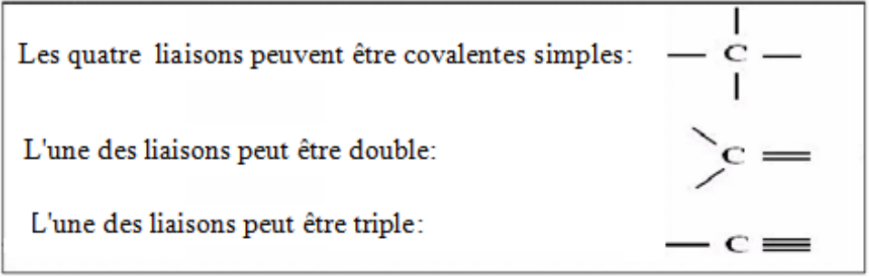 Les quatre liaisons peuvent être covalentes simples: — C —
L'une des liaisons peut être double: C =
L'une des liaisons peut être triple: — C ≡